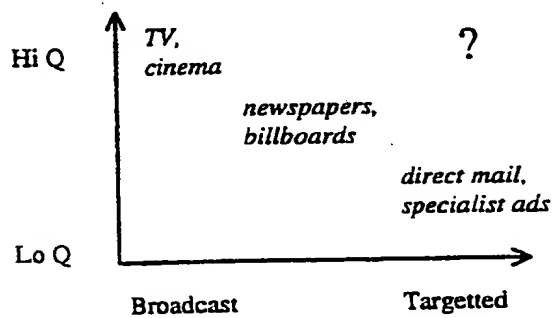 Hi Q
TV,
cinema
?
newspapers,
billboards
direct mail,
specialist ads
Lo Q
Broadcast
Targetted